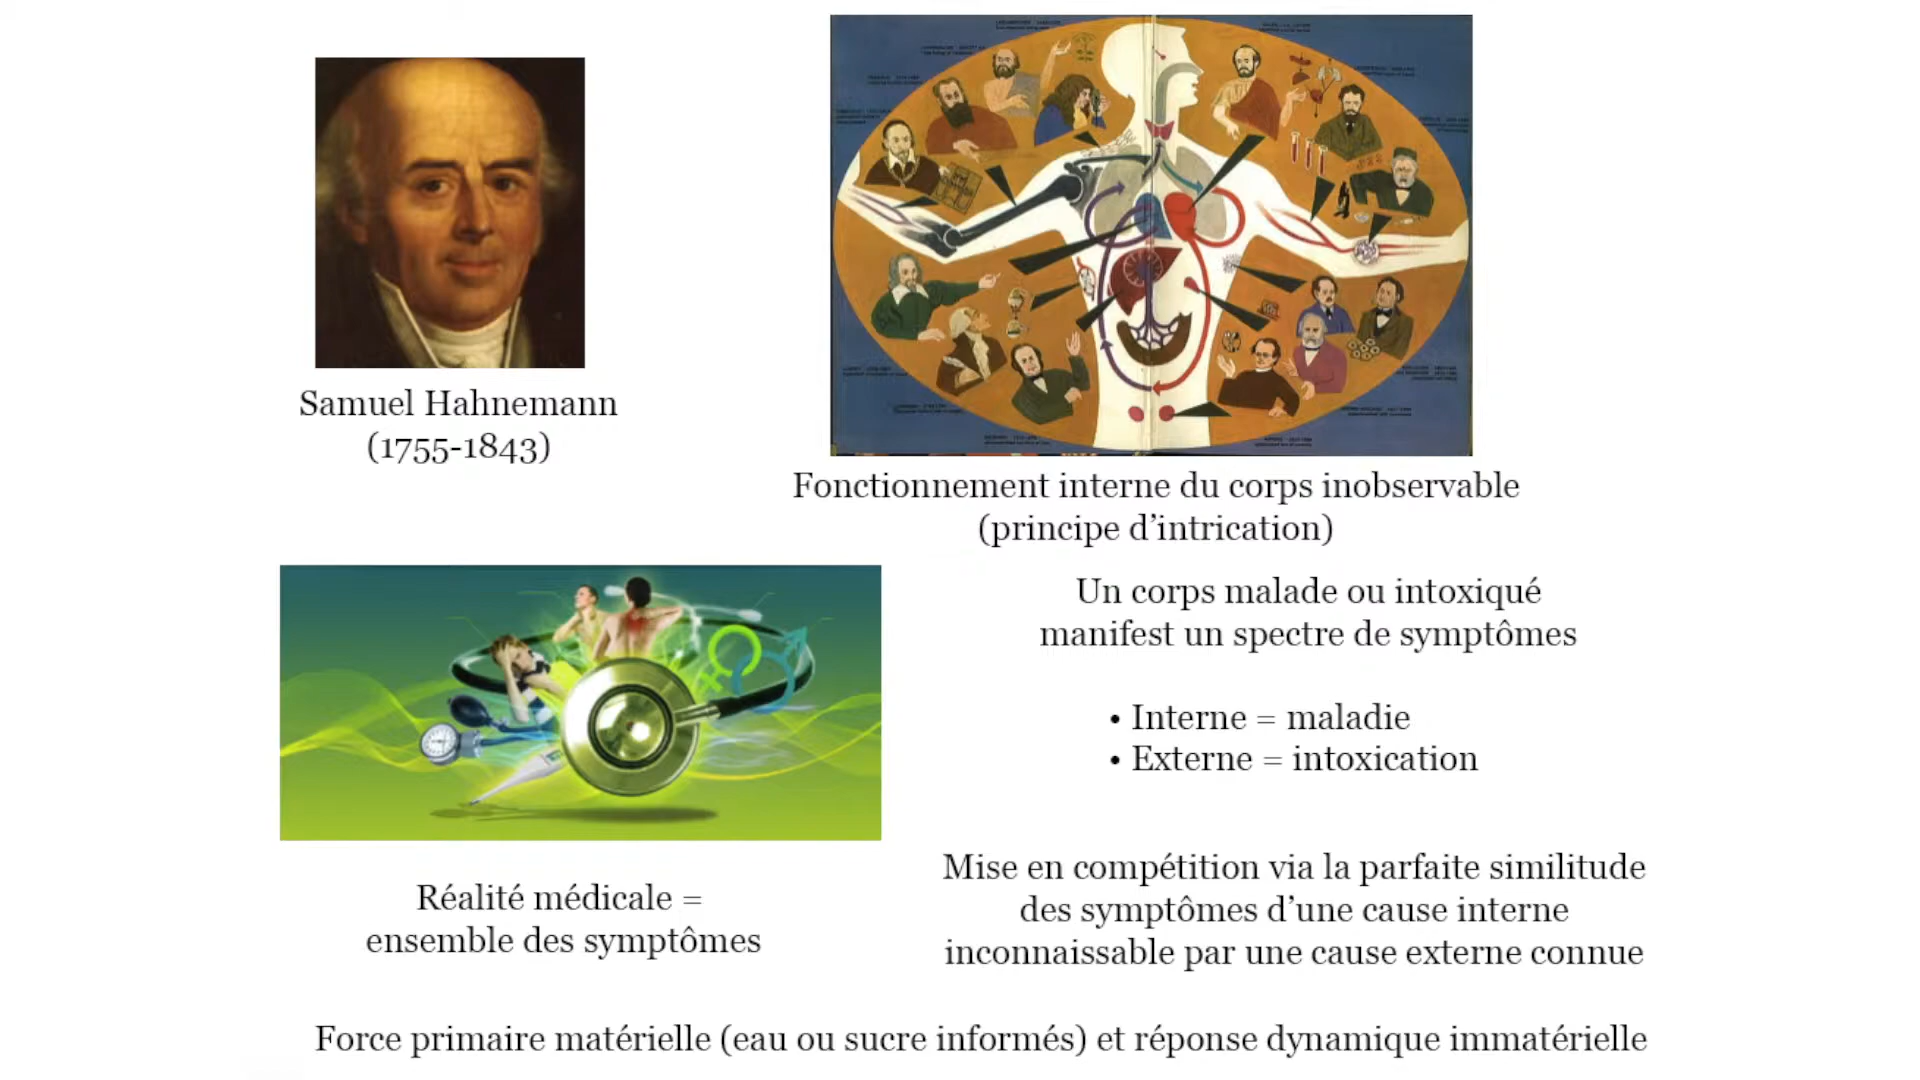 Samuel Hahnemann
(1755-1843)
Fonctionnement interne du corps inobservable
(principe d’intrication)
Un corps malade ou intoxiqué
manifest un spectre de symptômes
• Interne = maladie
• Externe = intoxication
Réalité médicale =
ensemble des symptômes
Mise en compétition via la parfaite similitude
des symptômes d’une cause interne
inconnaissable par une cause externe connue
Force primaire matérielle (eau ou sucre informés) et réponse dynamique immatérielle